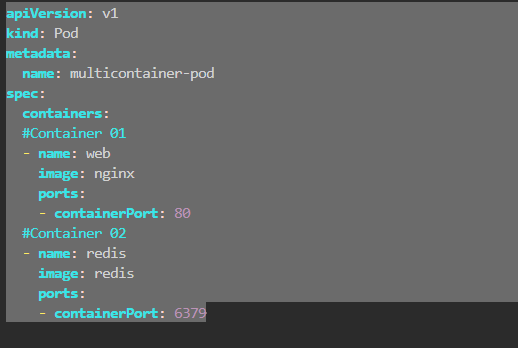 apiVersion: v1
kind: Pod
metadata:
  name: multicontainer-pod
spec:
  containers:
  #Container 01
  - name: web
    image: nginx
    ports:
    - containerPort: 80
  #Container 02
  - name: redis
    image: redis
    ports:
    - containerPort: 6379